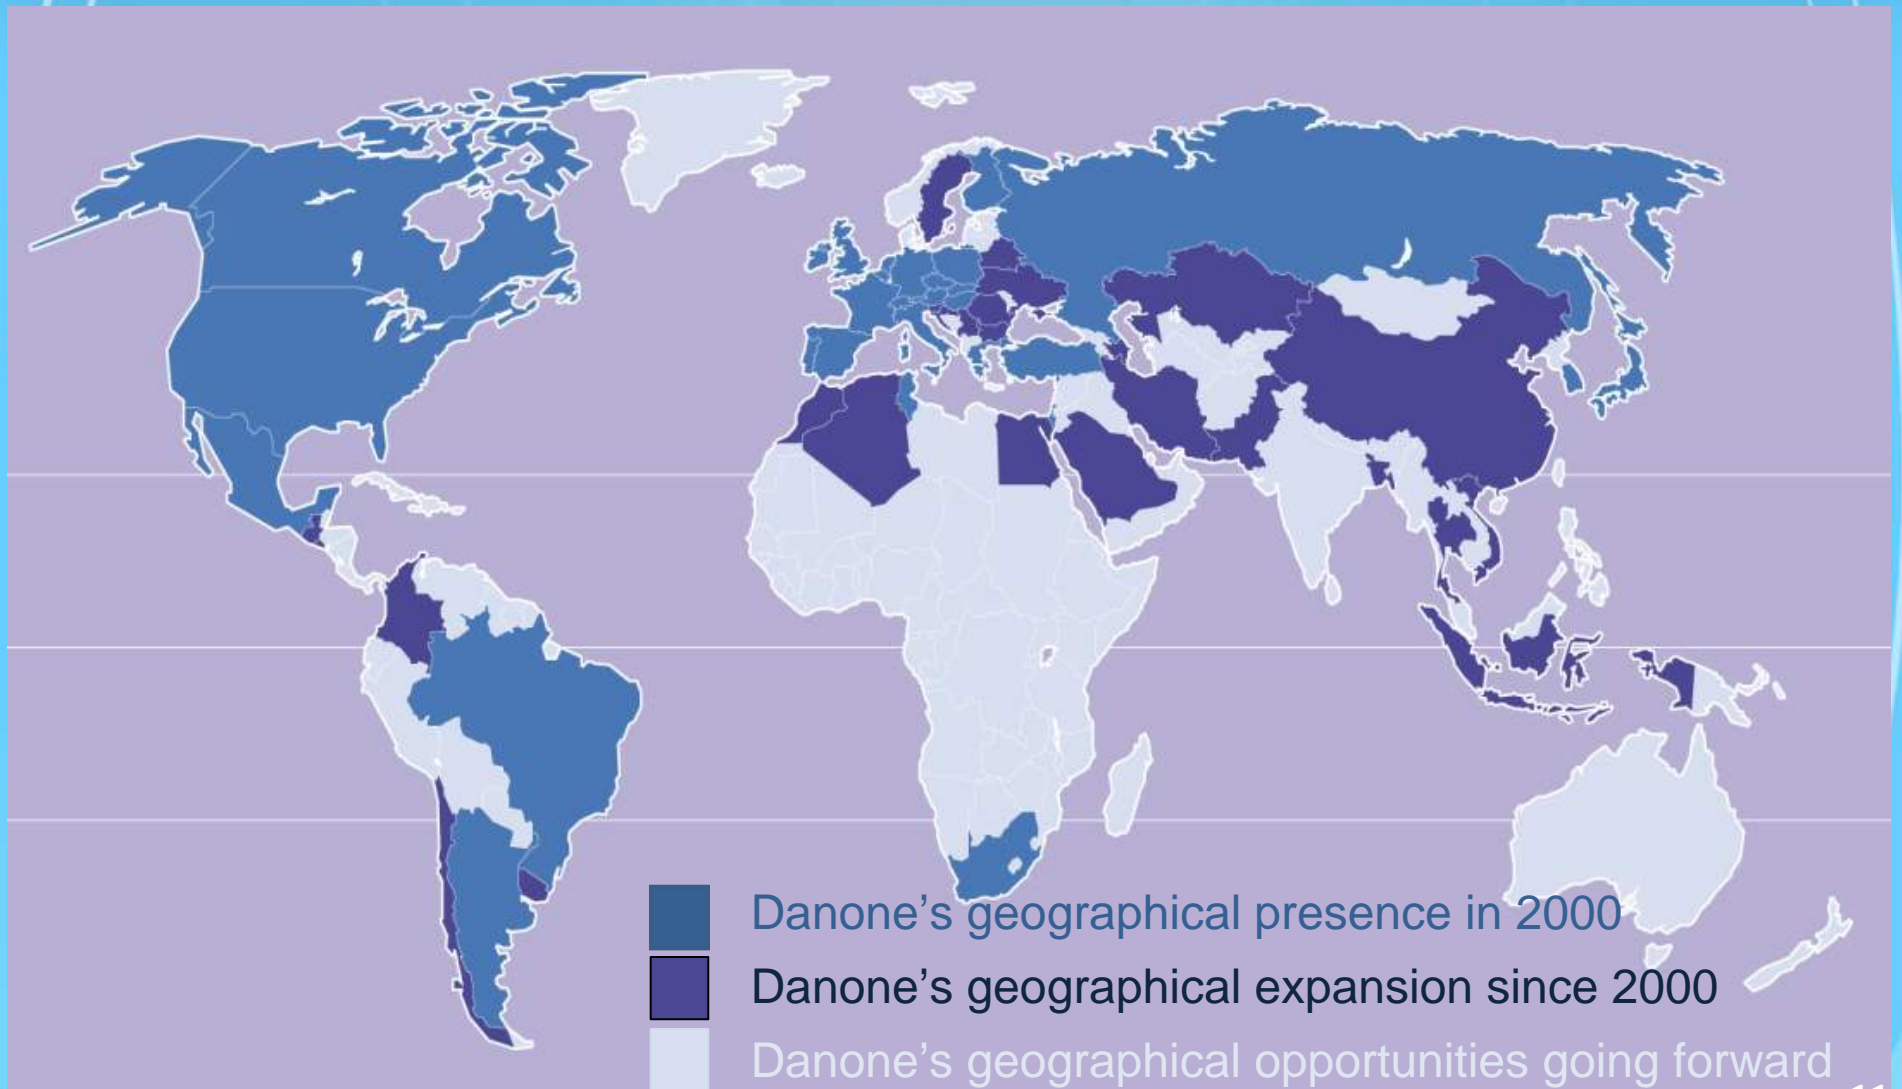 Danone’s geographical presence in 2000
Danone’s geographical expansion since 2000
Danone’s geographical opportunities going forward